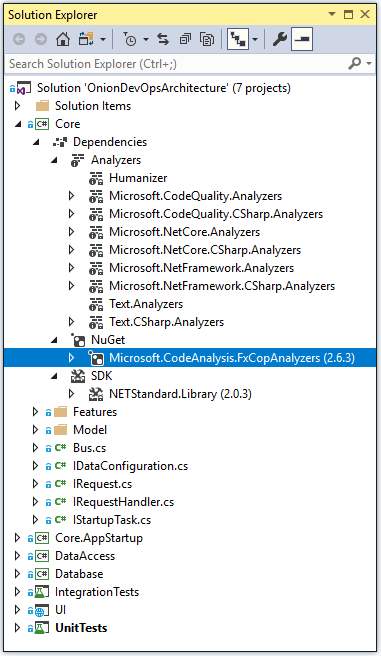 Solution Explorer
Search Solution Explorer (Ctrl+;)
Solution 'OnionDevOpsArchitecture' (7 projects)
Solution Items
C# Core
Dependencies
Analyzers
Humanizer
Microsoft.CodeQuality.Analyzers
Microsoft.CodeQuality.CSharp.Analyzers
Microsoft.NetCore.Analyzers
Microsoft.NetCore.CSharp.Analyzers
Microsoft.NetFramework.Analyzers
Microsoft.NetFramework.CSharp.Analyzers
Text.Analyzers
Text.CSharp.Analyzers
NuGet
Microsoft.CodeAnalysis.FxCopAnalyzers (2.6.3)
SDK
NETStandard.Library (2.0.3)
Features
Model
C# Bus.cs
C# IDataConfiguration.cs
C# IRequest.cs
C# IRequestHandler.cs
C# IStartupTask.cs
C# Core.AppStartup
C# DataAccess
C# Database
IntegrationTests
UI
UnitTests